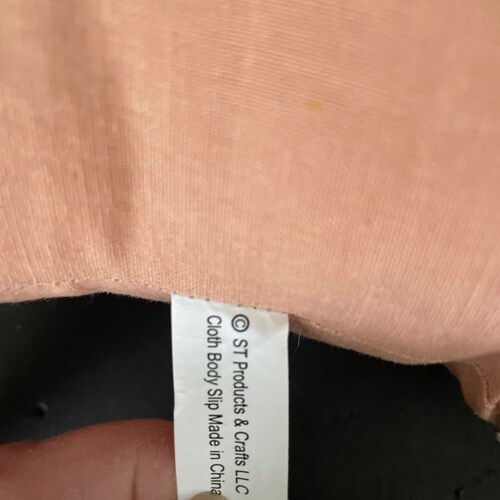 © ST Products & Crafts LLC
Cloth Body Slip Made in China